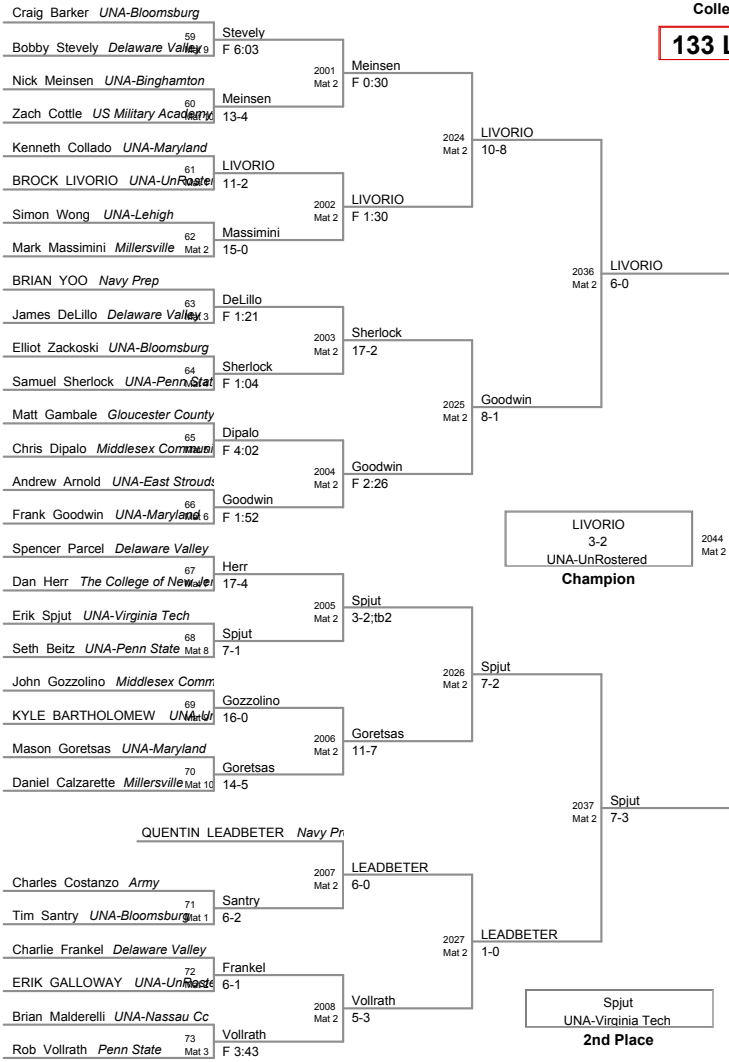 Craig Barker UNA-Bloomsburg
59
Bobby Stevely Delaware Valley Mat 9
Stevely
F 6:03
Nick Meinsen UNA-Binghamton
60
Zach Cottle US Military Academy Mat 10
Meinsen
13-4
2001
Mat 2
Meinsen
F 0:30
Kenneth Collado UNA-Maryland
61
BROCK LIVORIO UNA-UnRoster Mat 1
LIVORIO
11-2
Simon Wong UNA-Lehigh
62
Mark Massimini Millersville Mat 2
Massimini
15-0
2002
Mat 2
LIVORIO
F 1:30
2024
Mat 2
LIVORIO
10-8
BRIAN YOO Navy Prep
63
James DeLillo Delaware Valley Mat 3
DeLillo
F 1:21
Elliot Zackoski UNA-Bloomsburg
64
Samuel Sherlock UNA-Penn Stat
Sherlock
F 1:04
2003
Mat 2
Sherlock
17-2
Matt Gambale Gloucester County
65
Chris Dipalo Middlesex Communi
Dipalo
F 4:02
Andrew Arnold UNA-East Strouds
66
Frank Goodwin UNA-Maryland Mat 6
Goodwin
F 1:52
2004
Mat 2
Goodwin
F 2:26
2025
Mat 2
Goodwin
8-1
2036
Mat 2
LIVORIO
6-0
Spencer Parcel Delaware Valley
67
Dan Herr The College of New Jer
Herr
17-4
Erik Spjut UNA-Virginia Tech
68
Seth Beitz UNA-Penn State Mat 8
Spjut
7-1
2005
Mat 2
Spjut
3-2;tb2
John Gozzolino Middlesex Comm
69
KYLE BARTHOLOMEW UNA-Un
Gozzolino
16-0
Mason Goretsas UNA-Maryland
70
Daniel Calzarette Millersville Mat 10
Goretsas
14-5
2006
Mat 2
Goretsas
11-7
2026
Mat 2
Spjut
7-2
QUENTIN LEADBETER Navy Pr
Charles Costanzo Army
71
Tim Santry UNA-Bloomsburg Mat 1
Santry
6-2
2007
Mat 2
LEADBETER
6-0
Charlie Frankel Delaware Valley
72
ERIK GALLOWAY UNA-UnRoste
Frankel
6-1
Brian Malderelli UNA-Nassau Cc
73
Rob Vollrath Penn State Mat 3
Vollrath
F 3:43
2008
Mat 2
Vollrath
5-3
2027
Mat 2
LEADBETER
1-0
2037
Mat 2
Spjut
7-3
Colle
133 L
LIVORIO
3-2
UNA-UnRostered
Champion
2044
Mat 2
Spjut
UNA-Virginia Tech
2nd Place